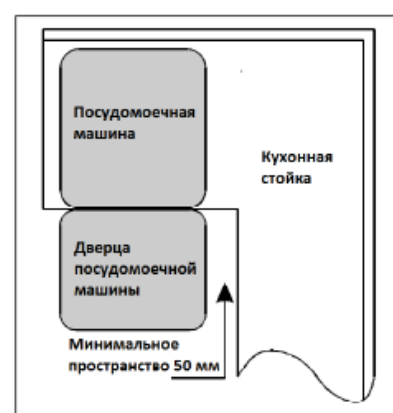 Посудомоечная
машина
Кухонная
стойка
Дверца
посудомоечной
машины
Минимальное
пространство 50 мм